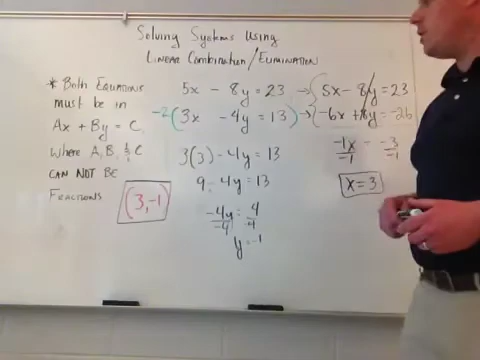 Solving Systems Using
Linear Combination/Elimination
* Both Equations
must be in
Ax + By = C
Where A, B, & C
CAN NOT BE
Fractions
(3, -1)
5x - 8y = 23 → { 5x - 8y = 23
-2( 3x - 4y = 13) → { -6x + 8y = -26
-1x/-1 = -3/-1
x = 3
3(3) - 4y = 13
9 - 4y = 13
-4y/-4 = 4/-4
y = -1